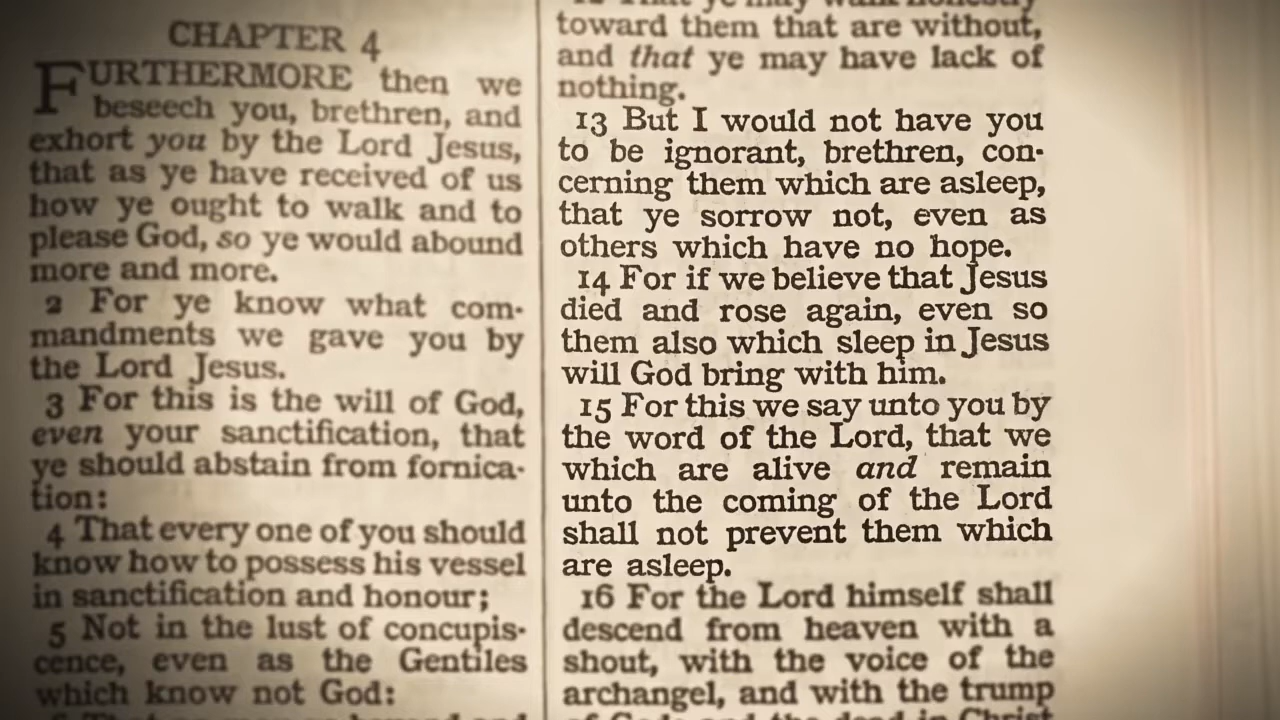 CHAPTER 4
FURTHERMORE then we
beseech you, brethren, and
exhort you by the Lord Jesus,
that as ye have received of us
how ye ought to walk and to
please God, so ye would abound
more and more.
2 For ye know what com-
mandments we gave you by
the Lord Jesus.
3 For this is the will of God,
even your sanctification, that
ye should abstain from fornica-
tion:
4 That every one of you should
know how to possess his vessel
in sanctification and honour;
5 Not in the lust of concupis-
cence, even as the Gentiles
which know not God:
toward them that are without,
and that ye may have lack of
nothing.
13 But I would not have you
to be ignorant, brethren, con-
cerning them which are asleep,
that ye sorrow not, even as
others which have no hope.
14 For if we believe that Jesus
died and rose again, even so
them also which sleep in Jesus
will God bring with him.
15 For this we say unto you by
the word of the Lord, that we
which are alive and remain
unto the coming of the Lord
shall not prevent them which
are asleep.
16 For the Lord himself shall
descend from heaven with a
shout, with the voice of the
archangel, and with the trump